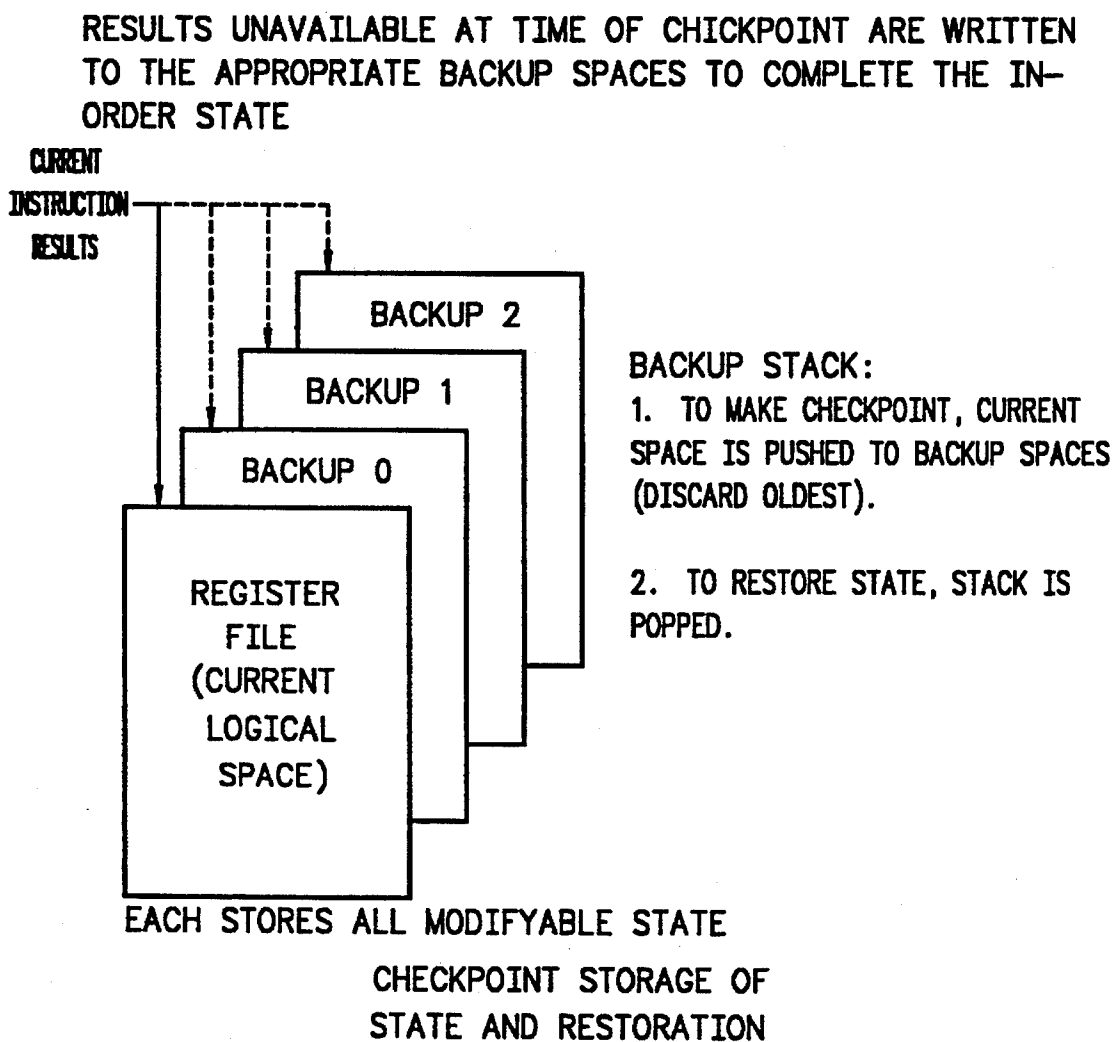 RESULTS UNAVAILABLE AT TIME OF CHICKPOINT ARE WRITTEN
TO THE APPROPRIATE BACKUP SPACES TO COMPLETE THE IN-
ORDER STATE
CURRENT
INSTRUCTION
RESULTS
BACKUP 2
BACKUP 1
BACKUP 0
REGISTER
FILE
(CURRENT
LOGICAL
SPACE)
BACKUP STACK:
1. TO MAKE CHECKPOINT, CURRENT
SPACE IS PUSHED TO BACKUP SPACES
(DISCARD OLDEST).
2. TO RESTORE STATE, STACK IS
POPPED.
EACH STORES ALL MODIFYABLE STATE
CHECKPOINT STORAGE OF
STATE AND RESTORATION